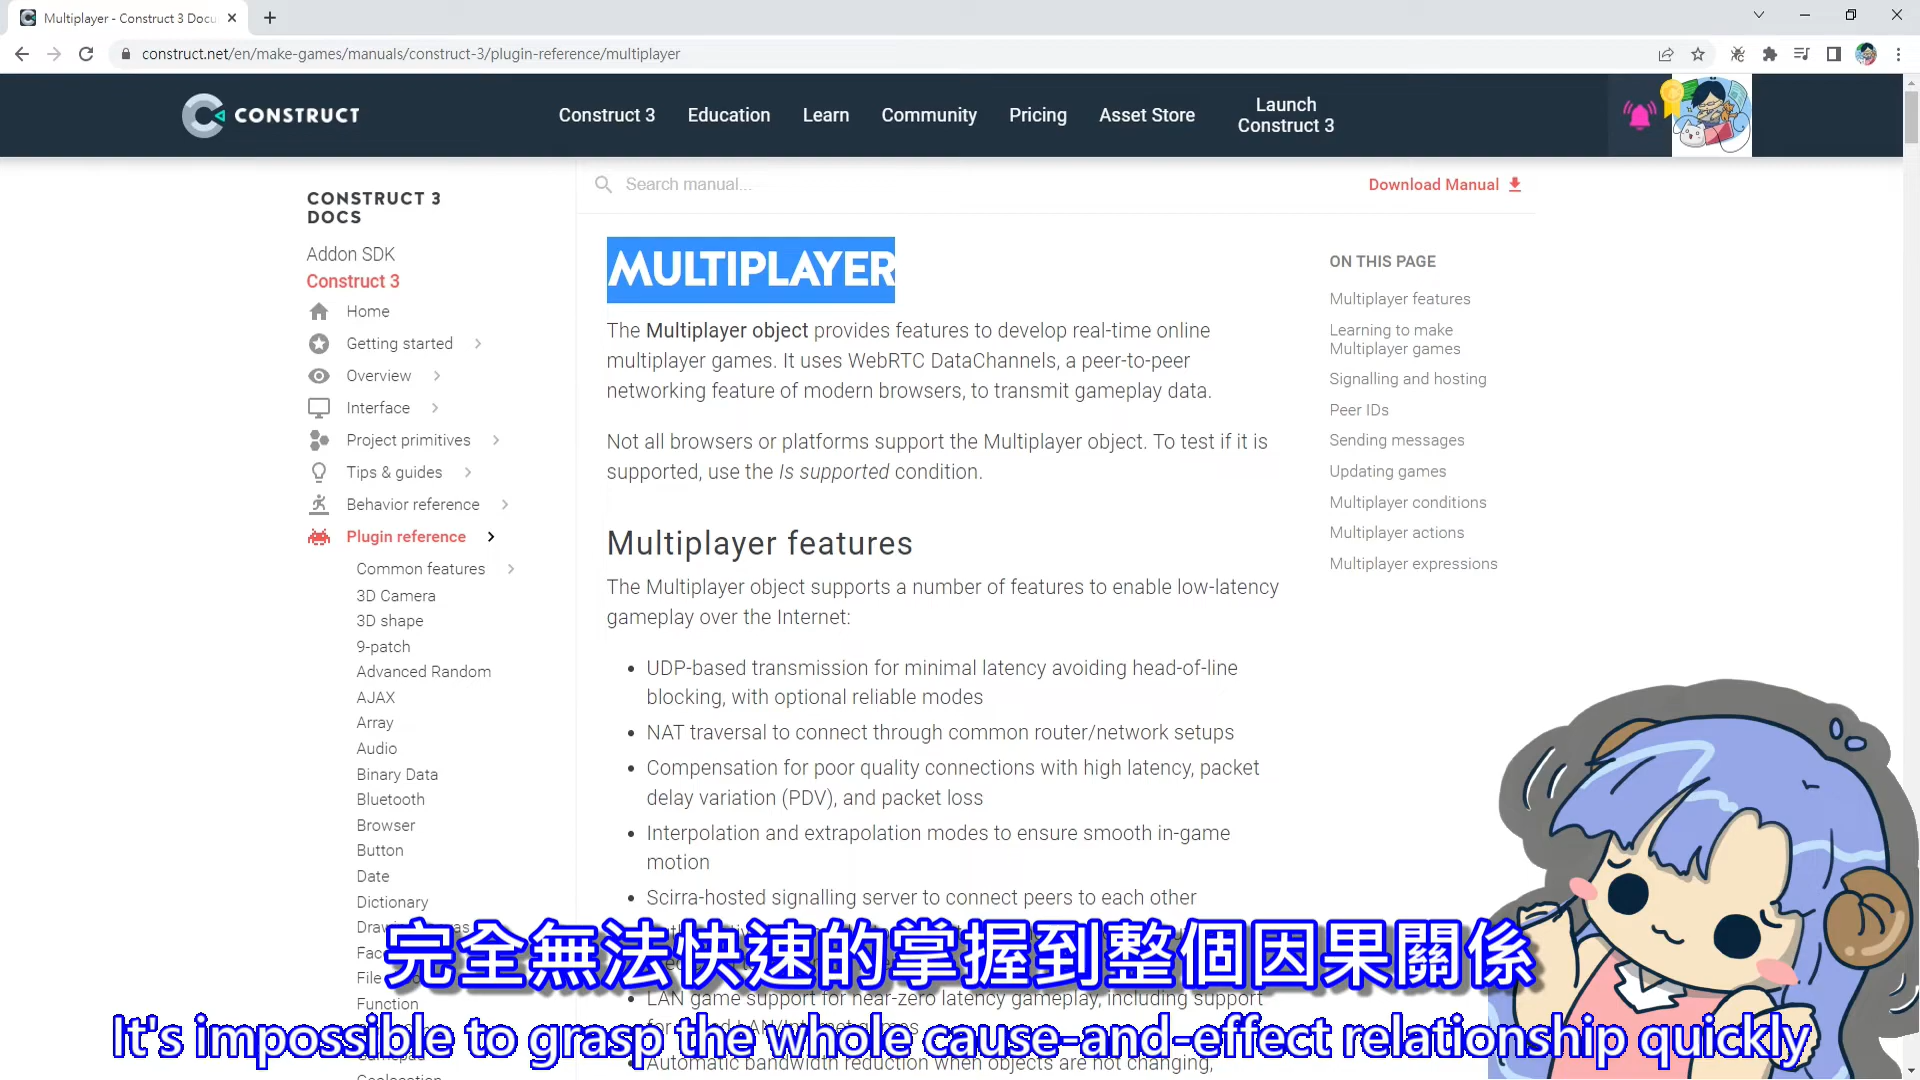 Multiplayer - Construct 3 Docu
construct.net/en/make-games/manuals/construct-3/plugin-reference/multiplayer
CONSTRUCT
Construct 3
Education
Learn
Community
Pricing
Asset Store
Launch
Construct 3
CONSTRUCT 3
DOCS
Addon SDK
Construct 3
Home
Getting started
Overview
Interface
Project primitives
Tips & guides
Behavior reference
Plugin reference
Common features
3D Camera
3D shape
9-patch
Advanced Random
AJAX
Array
Audio
Binary Data
Bluetooth
Browser
Button
Date
Dictionary
File
Function
Search manual...
Download Manual
MULTIPLAYER
The Multiplayer object provides features to develop real-time online
multiplayer games. It uses WebRTC DataChannels, a peer-to-peer
networking feature of modern browsers, to transmit gameplay data.
Not all browsers or platforms support the Multiplayer object. To test if it is
supported, use the Is supported condition.
Multiplayer features
The Multiplayer object supports a number of features to enable low-latency
gameplay over the Internet:
UDP-based transmission for minimal latency avoiding head-of-line
blocking, with optional reliable modes
NAT traversal to connect through common router/network setups
Compensation for poor quality connections with high latency, packet
delay variation (PDV), and packet loss
Interpolation and extrapolation modes to ensure smooth in-game
motion
Scirra-hosted signalling server to connect peers to each other
LAN game support for near-zero latency gameplay, including support
Automatic bandwidth reduction when objects are not changing,
ON THIS PAGE
Multiplayer features
Learning to make
Multiplayer games
Signalling and hosting
Peer IDs
Sending messages
Updating games
Multiplayer conditions
Multiplayer actions
Multiplayer expressions
完全無法快速的掌握到整個因果關係
It's impossible to grasp the whole cause-and-effect relationship quickly